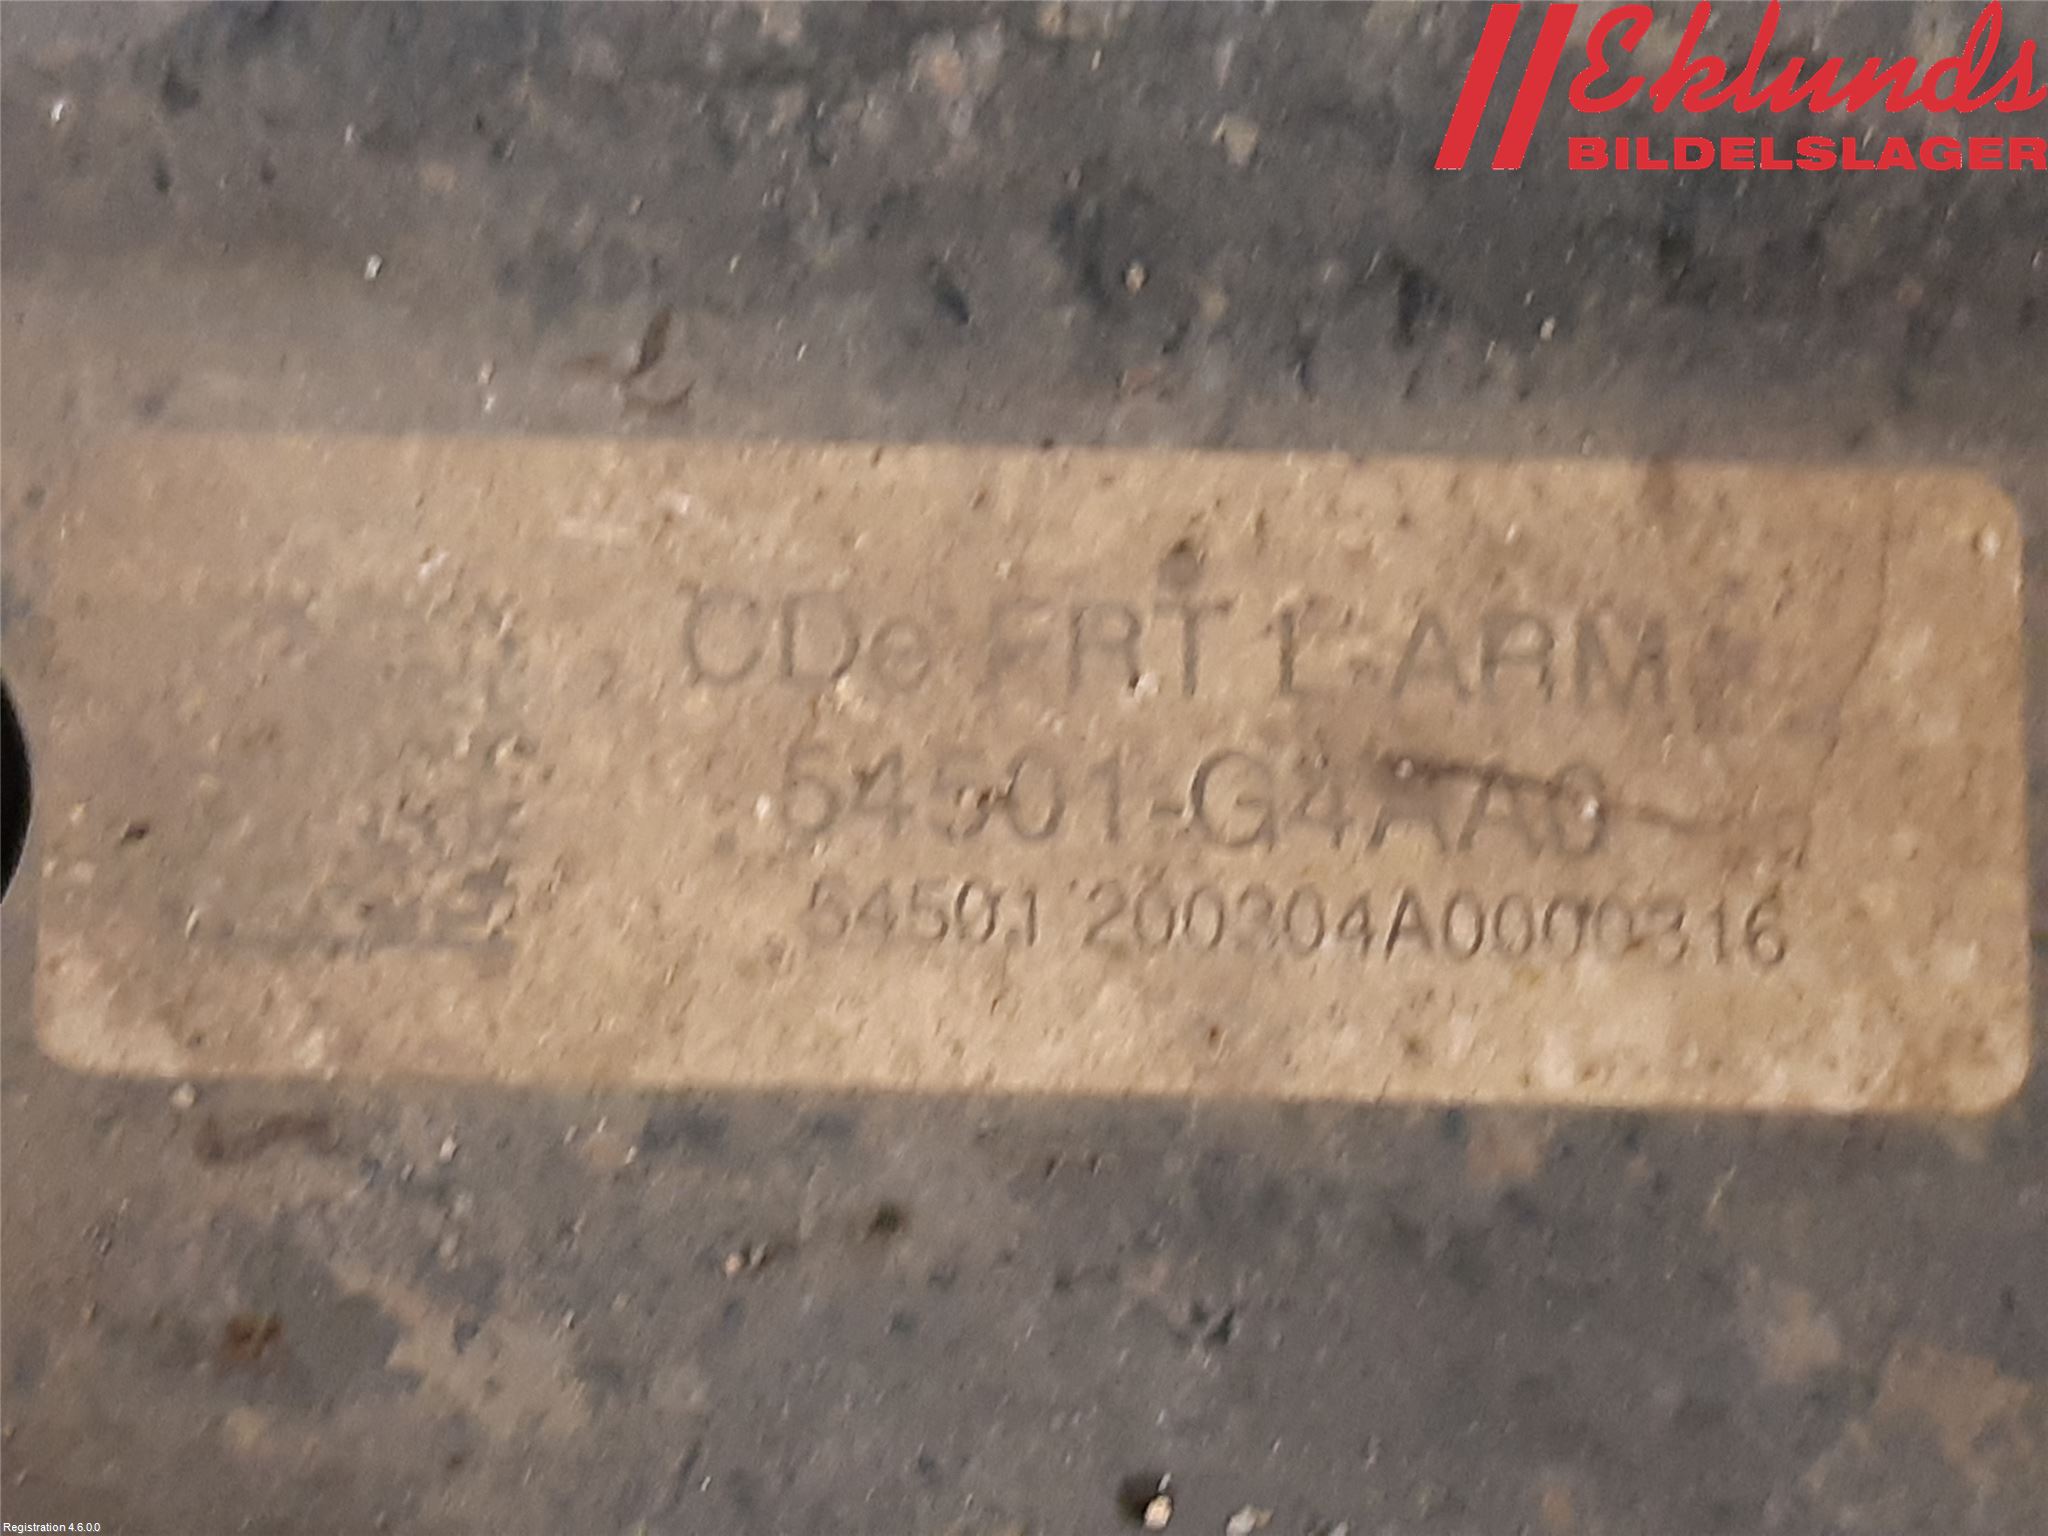 Eklunds
BILDELSLAGER
CDe FRT L-ARM
54501-G4AA0
54501 200304A0000316
Registration 4.6.0.0